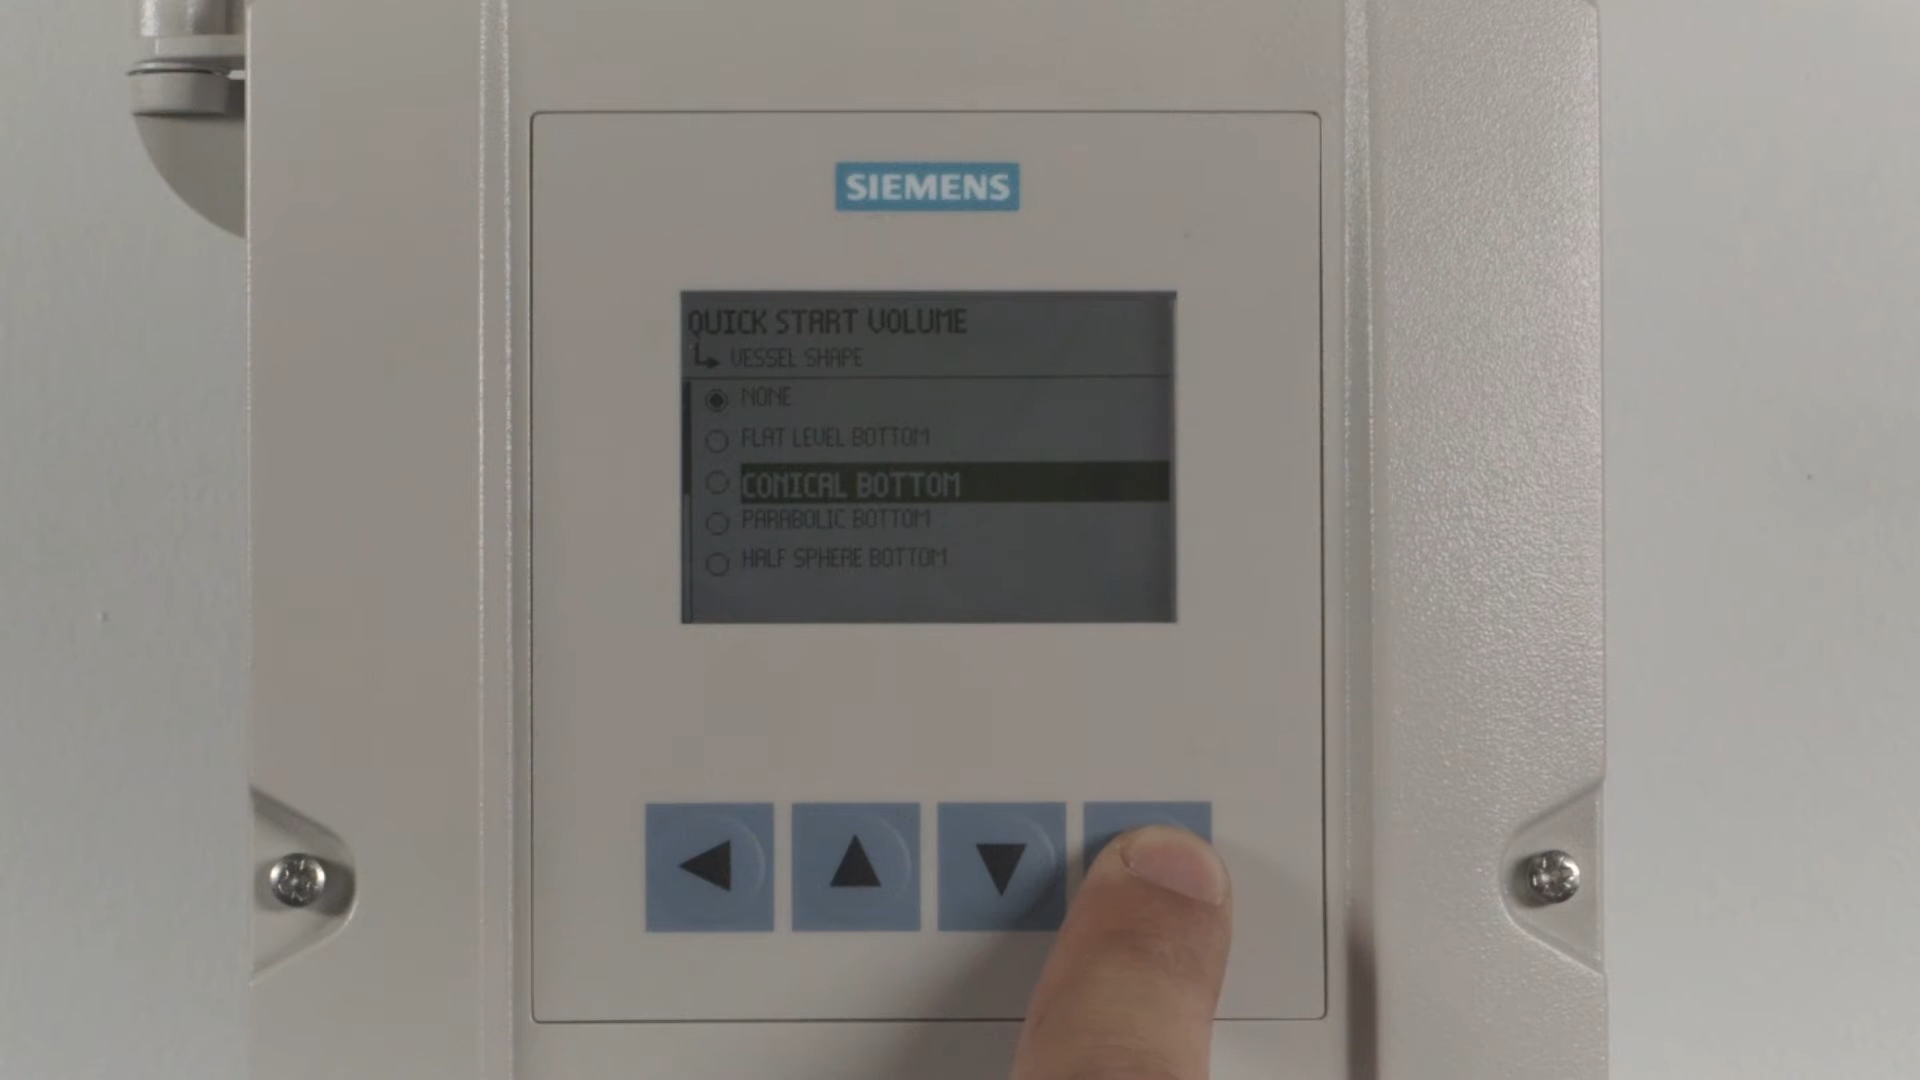 SIEMENS
QUICK START VOLUME
VESSEL SHAPE
NONE
FLAT LEVEL BOTTOM
CONICAL BOTTOM
PARABOLIC BOTTOM
HALF SPHERE BOTTOM